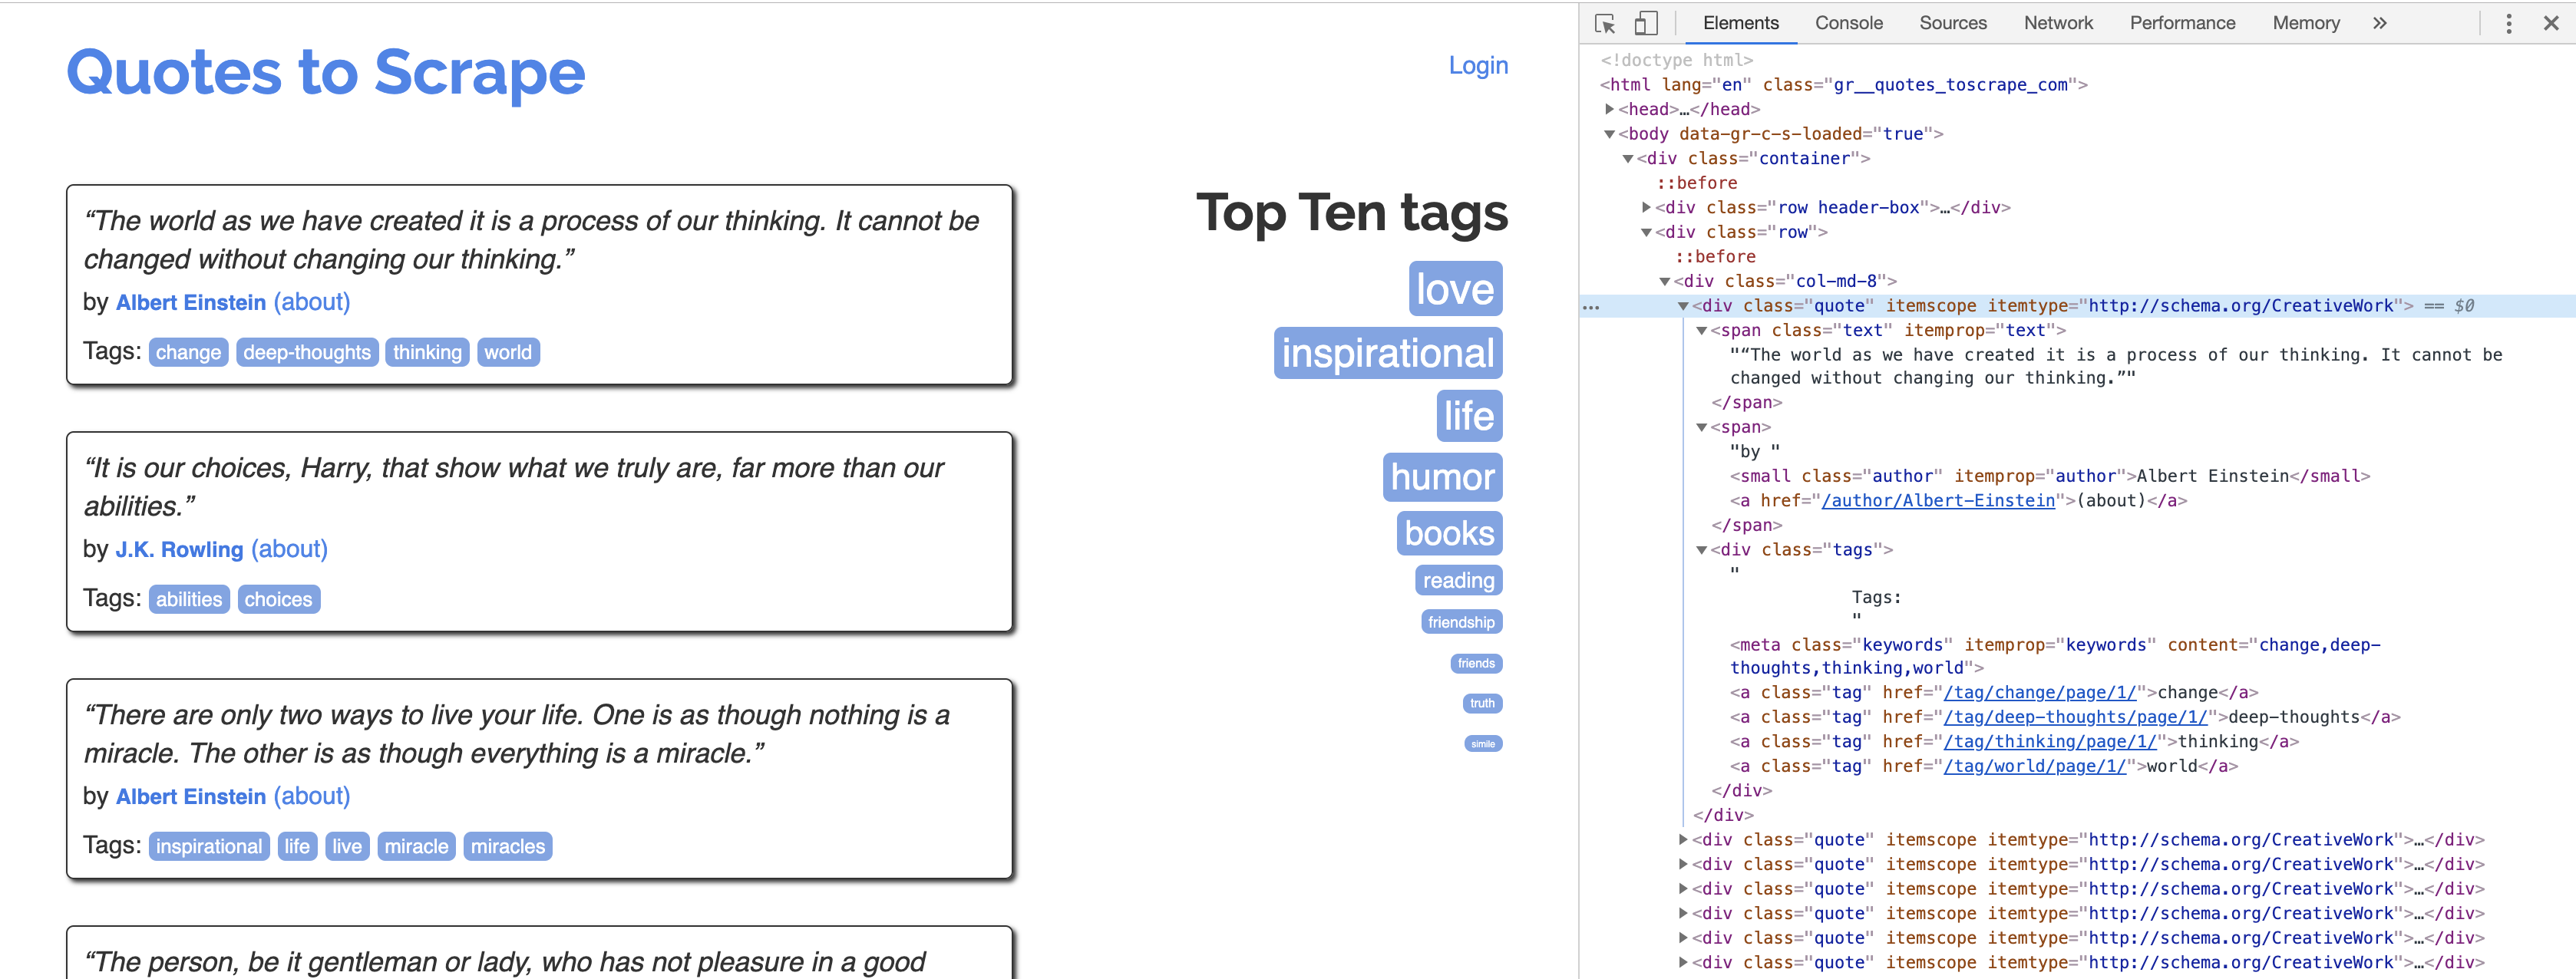 Quotes to Scrape
Login
“The world as we have created it is a process of our thinking. It cannot be
changed without changing our thinking.”
by Albert Einstein (about)
Tags: change deep-thoughts thinking world
“It is our choices, Harry, that show what we truly are, far more than our
abilities.”
by J.K. Rowling (about)
Tags: abilities choices
“There are only two ways to live your life. One is as though nothing is a
miracle. The other is as though everything is a miracle.”
by Albert Einstein (about)
Tags: inspirational life live miracle miracles
“The person, be it gentleman or lady, who has not pleasure in a good
Top Ten tags
love
inspirational
life
humor
books
reading
friendship
friends
truth
simile
Elements Console Sources Network Performance Memory »
<!doctype html>
<html lang="en" class="gr__quotes_toscrape_com">
<head>…</head>
<body data-gr-c-s-loaded="true">
<div class="container">
::before
<div class="row header-box">…</div>
<div class="row">
::before
<div class="col-md-8">
<div class="quote" itemscope itemtype="http://schema.org/CreativeWork"> == $0
<span class="text" itemprop="text">
"“The world as we have created it is a process of our thinking. It cannot be
changed without changing our thinking.”"
</span>
<span>
"by "
<small class="author" itemprop="author">Albert Einstein</small>
<a href="/author/Albert-Einstein">(about)</a>
</span>
<div class="tags">
"
Tags:
"
<meta class="keywords" itemprop="keywords" content="change,deep-
thoughts,thinking,world">
<a class="tag" href="/tag/change/page/1/">change</a>
<a class="tag" href="/tag/deep-thoughts/page/1/">deep-thoughts</a>
<a class="tag" href="/tag/thinking/page/1/">thinking</a>
<a class="tag" href="/tag/world/page/1/">world</a>
</div>
</div>
<div class="quote" itemscope itemtype="http://schema.org/CreativeWork">…</div>
<div class="quote" itemscope itemtype="http://schema.org/CreativeWork">…</div>
<div class="quote" itemscope itemtype="http://schema.org/CreativeWork">…</div>
<div class="quote" itemscope itemtype="http://schema.org/CreativeWork">…</div>
<div class="quote" itemscope itemtype="http://schema.org/CreativeWork">…</div>
<div class="quote" itemscope itemtype="http://schema.org/CreativeWork">…</div>